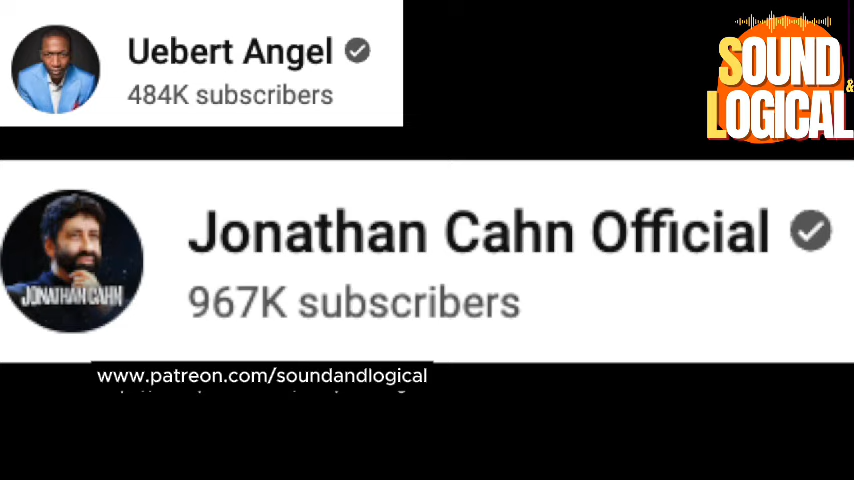 Uebert Angel
484K subscribers
SOUND
&
LOGICAL
Jonathan Cahn Official
967K subscribers
JONATHAN CAHN
www.patreon.com/soundandlogical